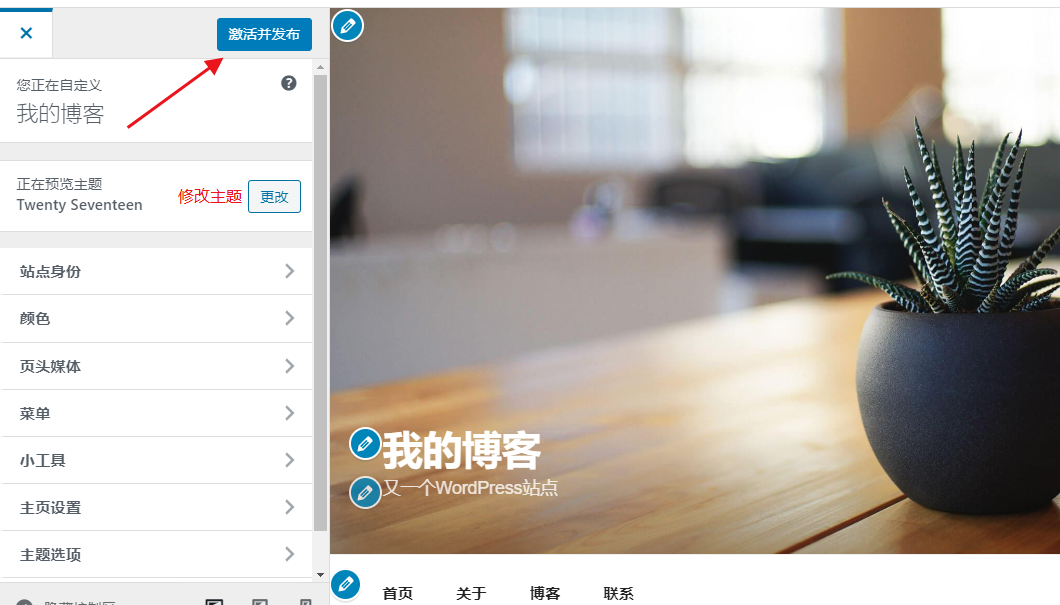 激活并发布
您正在自定义
我的博客
正在预览主题
Twenty Seventeen
修改主题
更改
站点身份
颜色
页头媒体
菜单
小工具
主页设置
主题选项
我的博客
又一个WordPress站点
首页 关于 博客 联系